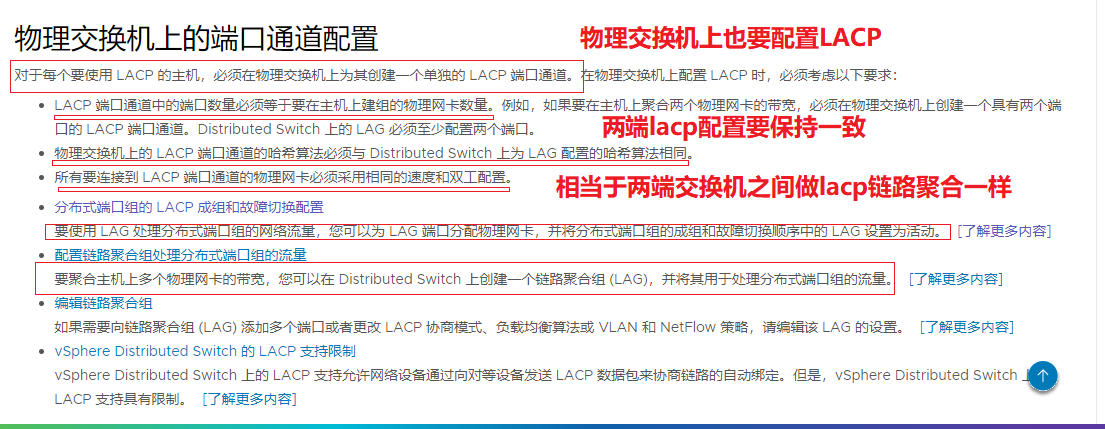 物理交换机上的端口通道配置
物理交换机上也要配置LACP
对于每个要使用 LACP 的主机，必须在物理交换机上为其创建一个单独的 LACP 端口通道。在物理交换机上配置 LACP 时，必须考虑以下要求：
LACP 端口通道中的端口数量必须等于要在主机上建组的物理网卡数量。例如，如果要在主机上聚合两个物理网卡的带宽，必须在物理交换机上创建一个具有两个端
口的 LACP 端口通道。Distributed Switch 上的 LAG 必须至少配置两个端口。
两端lacp配置要保持一致
物理交换机上的 LACP 端口通道的哈希算法必须与 Distributed Switch 上为 LAG 配置的哈希算法相同。
所有要连接到 LACP 端口通道的物理网卡必须采用相同的速度和双工配置。
相当于两端交换机之间做lacp链路聚合一样
分布式端口组的 LACP 成组和故障切换配置
要使用 LAG 处理分布式端口组的网络流量，您可以为 LAG 端口分配物理网卡，并将分布式端口组的成组和故障切换顺序中的 LAG 设置为活动。 [了解更多内容]
配置链路聚合组处理分布式端口组的流量
要聚合主机上多个物理网卡的带宽，您可以在 Distributed Switch 上创建一个链路聚合组 (LAG)，并将其用于处理分布式端口组的流量。 [了解更多内容]
编辑链路聚合组
如果需要向链路聚合组 (LAG) 添加多个端口或者更改 LACP 协商模式、负载均衡算法或 VLAN 和 NetFlow 策略，请编辑该 LAG 的设置。 [了解更多内容]
vSphere Distributed Switch 的 LACP 支持限制
vSphere Distributed Switch 上的 LACP 支持允许网络设备通过向对等设备发送 LACP 数据包来协商链路的自动绑定。但是，vSphere Distributed Switch 上
LACP 支持具有限制。 [了解更多内容]